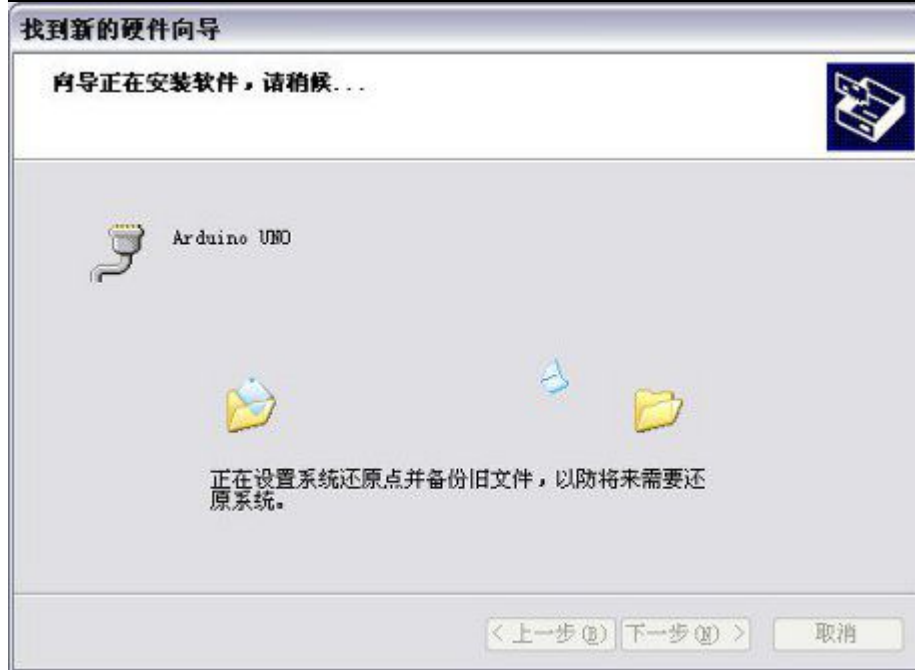 找到新的硬件向导
向导正在安装软件，请稍候...
Arduino UNO
正在设置系统还原点并备份旧文件，以防将来需要还
原系统。
< 上一步(B) 下一步(N) > 取消